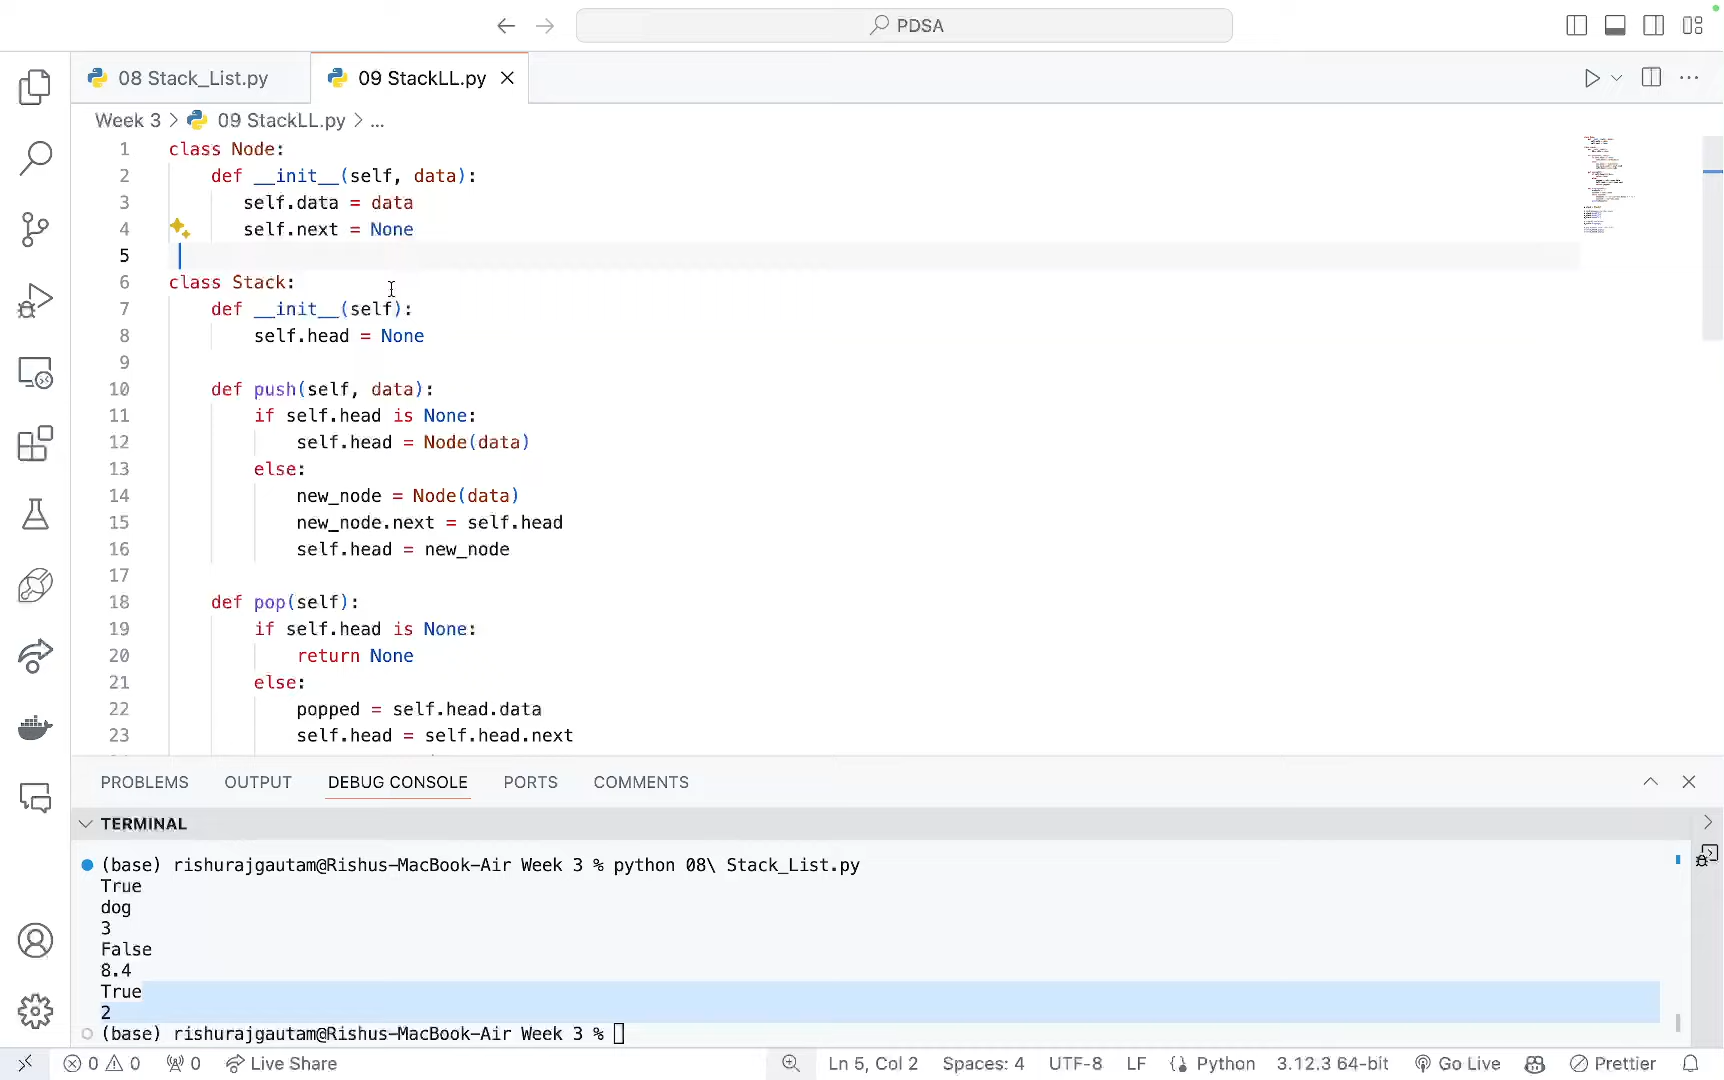 PDSA
08 Stack_List.py
09 StackLL.py
Week 3 > 09 StackLL.py > ...
1 class Node:
2 def __init__(self, data):
3 self.data = data
4 self.next = None
5
6 class Stack:
7 def __init__(self):
8 self.head = None
9
10 def push(self, data):
11 if self.head is None:
12 self.head = Node(data)
13 else:
14 new_node = Node(data)
15 new_node.next = self.head
16 self.head = new_node
17
18 def pop(self):
19 if self.head is None:
20 return None
21 else:
22 popped = self.head.data
23 self.head = self.head.next
PROBLEMS OUTPUT DEBUG CONSOLE PORTS COMMENTS
TERMINAL
(base) rishurajgautam@Rishus-MacBook-Air Week 3 % python 08\ Stack_List.py
True
dog
3
False
8.4
True
2
(base) rishurajgautam@Rishus-MacBook-Air Week 3 %
0 0 0 Live Share Ln 5, Col 2 Spaces: 4 UTF-8 LF Python 3.12.3 64-bit Go Live Prettier